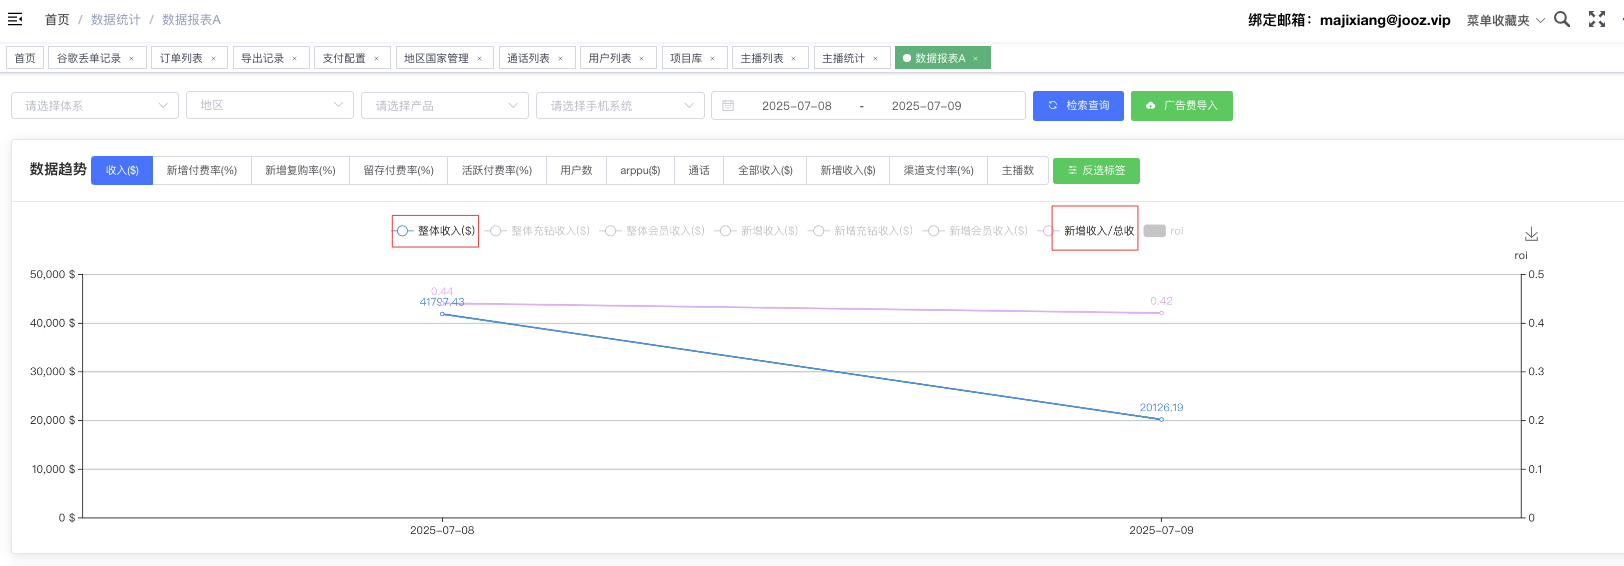 首页 / 数据统计 / 数据报表A 绑定邮箱：majixiang@jooz.vip 菜单收藏夹
首页 谷歌丢单记录 × 订单列表 × 导出记录 × 支付配置 × 地区国家管理 × 通话列表 × 用户列表 × 项目库 × 主播列表 × 主播统计 × 数据报表A ×
请选择体系 地区 请选择产品 请选择手机系统 2025-07-08 - 2025-07-09 检索查询 广告费导入
数据趋势 收入($) 新增付费率(%) 新增复购率(%) 留存付费率(%) 活跃付费率(%) 用户数 arppu($) 通话 全部收入($) 新增收入($) 渠道支付率(%) 主播数 反选标签
整体收入($) 整体充钻收入($) 整体会员收入($) 新增收入($) 新增充钻收入($) 新增会员收入($) 新增收入/总收 roi
roi
50,000 $ 0.5
0.44
41797.43 0.42
40,000 $ 0.4
30,000 $ 0.3
20126.19
20,000 $ 0.2
10,000 $ 0.1
0 $ 0
2025-07-08 2025-07-09